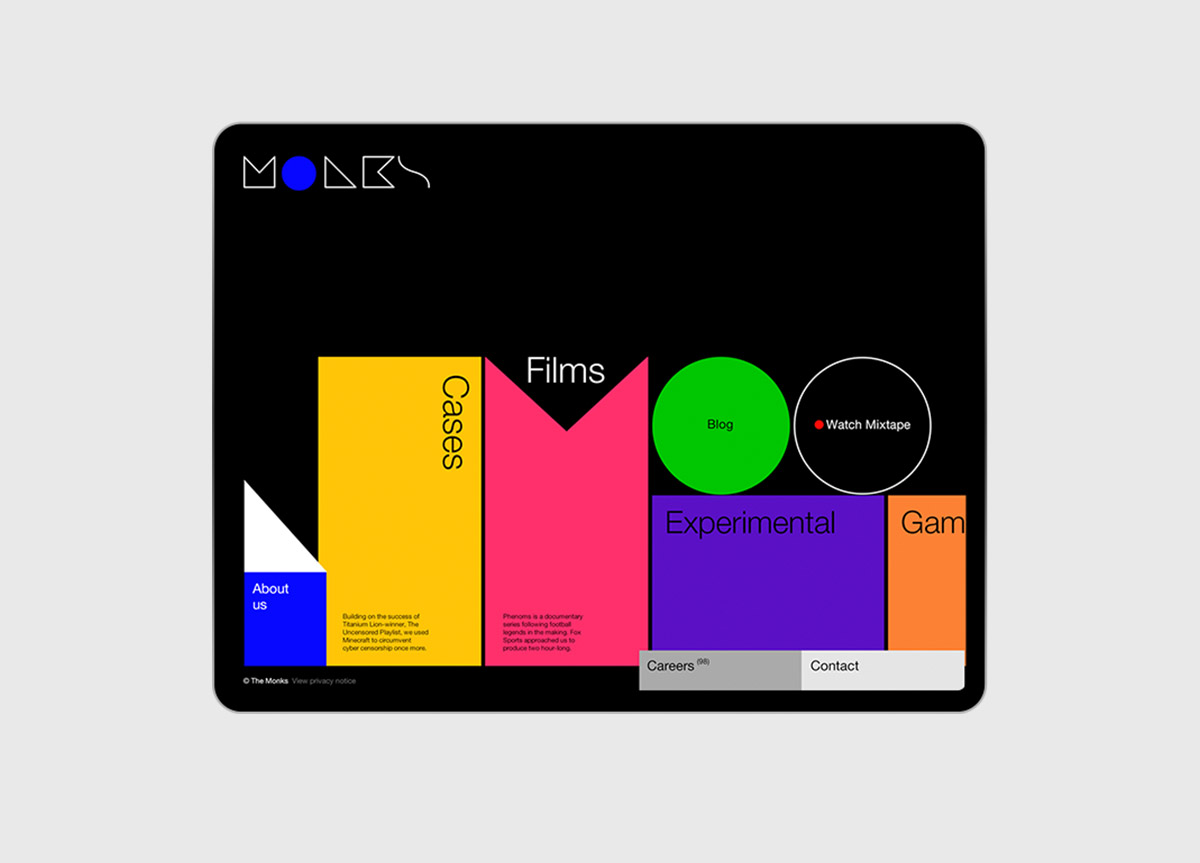 MONKS
Films
Cases
Blog
Watch Mixtape
Experimental
Gam
About
us
Building on the success of
Titanium Lion-winner, The
Uncensored Playlist, we used
Minecraft to circumvent
cyber censorship once more.
Phenoms is a documentary
series following football
legends in the making. Fox
Sports approached us to
produce two hour-long.
Careers (98)
Contact
© The Monks View privacy notice